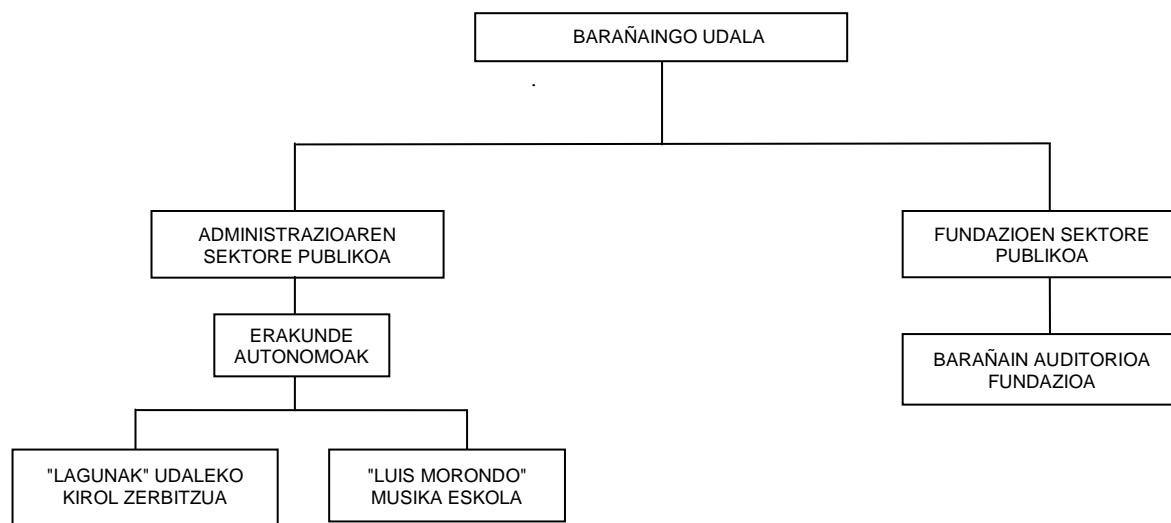 BARAÑAINGO UDALA
ADMINISTRAZIOAREN
SEKTORE PUBLIKOA
FUNDAZIOEN SEKTORE
PUBLIKOA
ERAKUNDE
AUTONOMOAK
BARAÑAIN AUDITORIOA
FUNDAZIOA
"LAGUNAK" UDALEKO
KIROL ZERBITZUA
"LUIS MORONDO"
MUSIKA ESKOLA